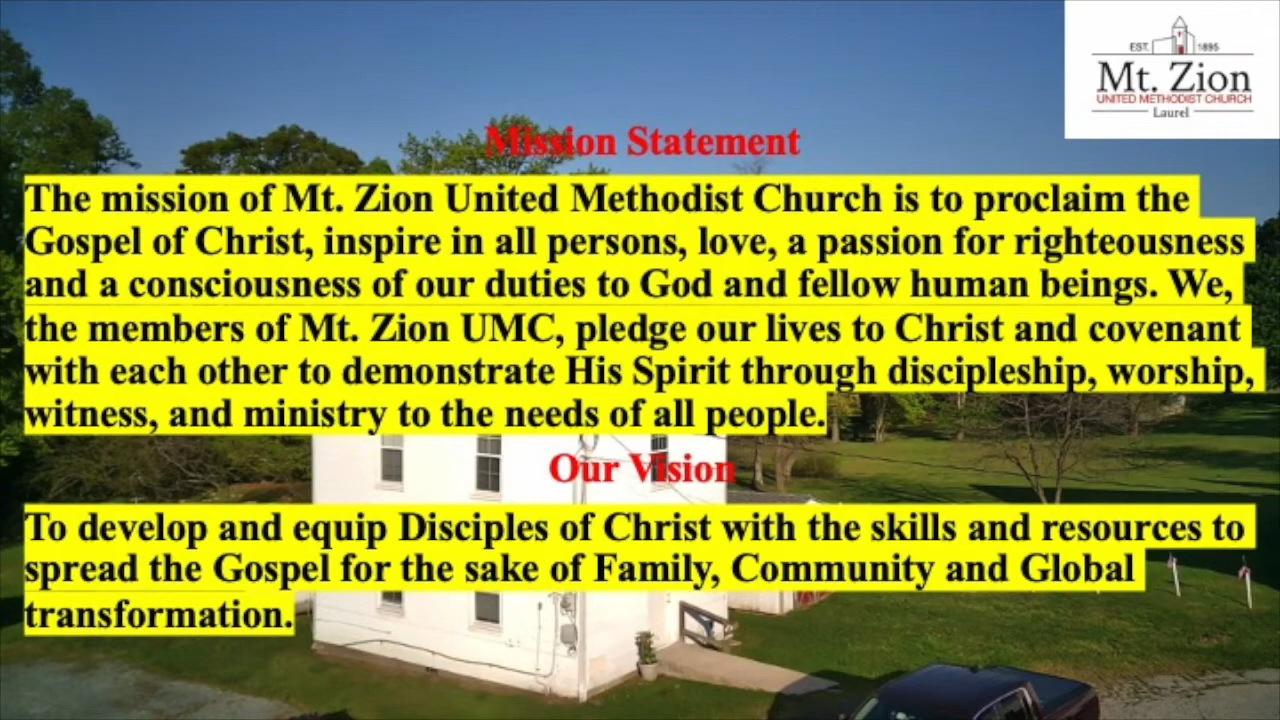 EST. 1895
Mt. Zion
UNITED METHODIST CHURCH
Laurel
Mission Statement
The mission of Mt. Zion United Methodist Church is to proclaim the
Gospel of Christ, inspire in all persons, love, a passion for righteousness
and a consciousness of our duties to God and fellow human beings. We,
the members of Mt. Zion UMC, pledge our lives to Christ and covenant
with each other to demonstrate His Spirit through discipleship, worship,
witness, and ministry to the needs of all people.
Our Vision
To develop and equip Disciples of Christ with the skills and resources to
spread the Gospel for the sake of Family, Community and Global
transformation.